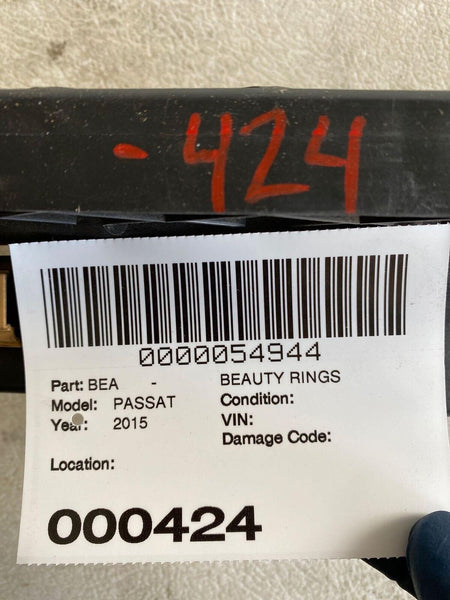 -424
0000054944
Part: BEA - BEAUTY RINGS
Model: PASSAT Condition:
Year: 2015 VIN:
Damage Code:
Location:
000424